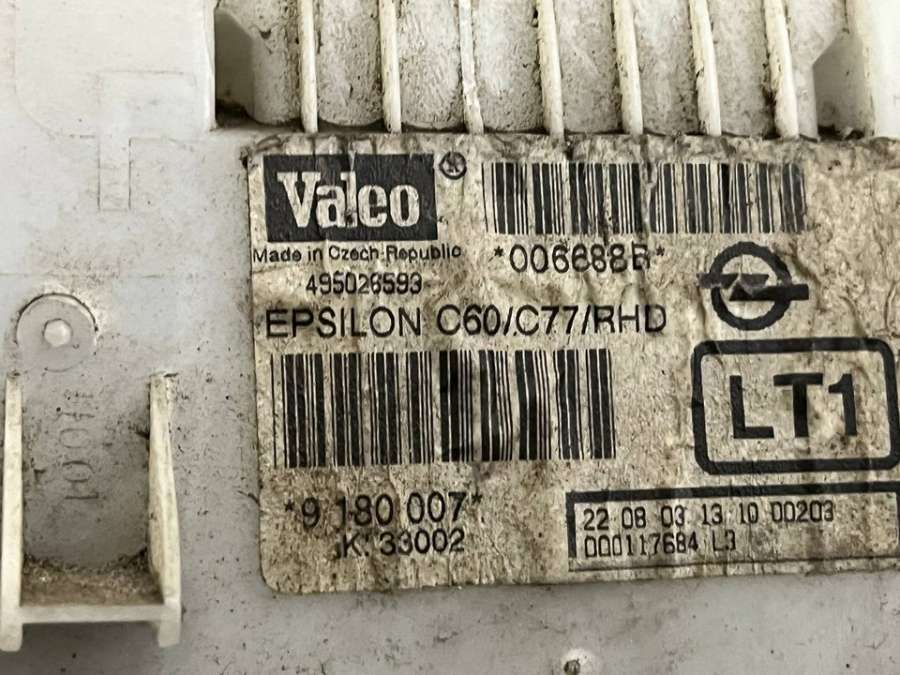 Valeo
Made in Czech Republic
495026593
*006688R*
EPSILON C60/C77/RHD
LT1
*9 180 007*
K: 33002
22 08 03 13 10 00203
000117684 L3